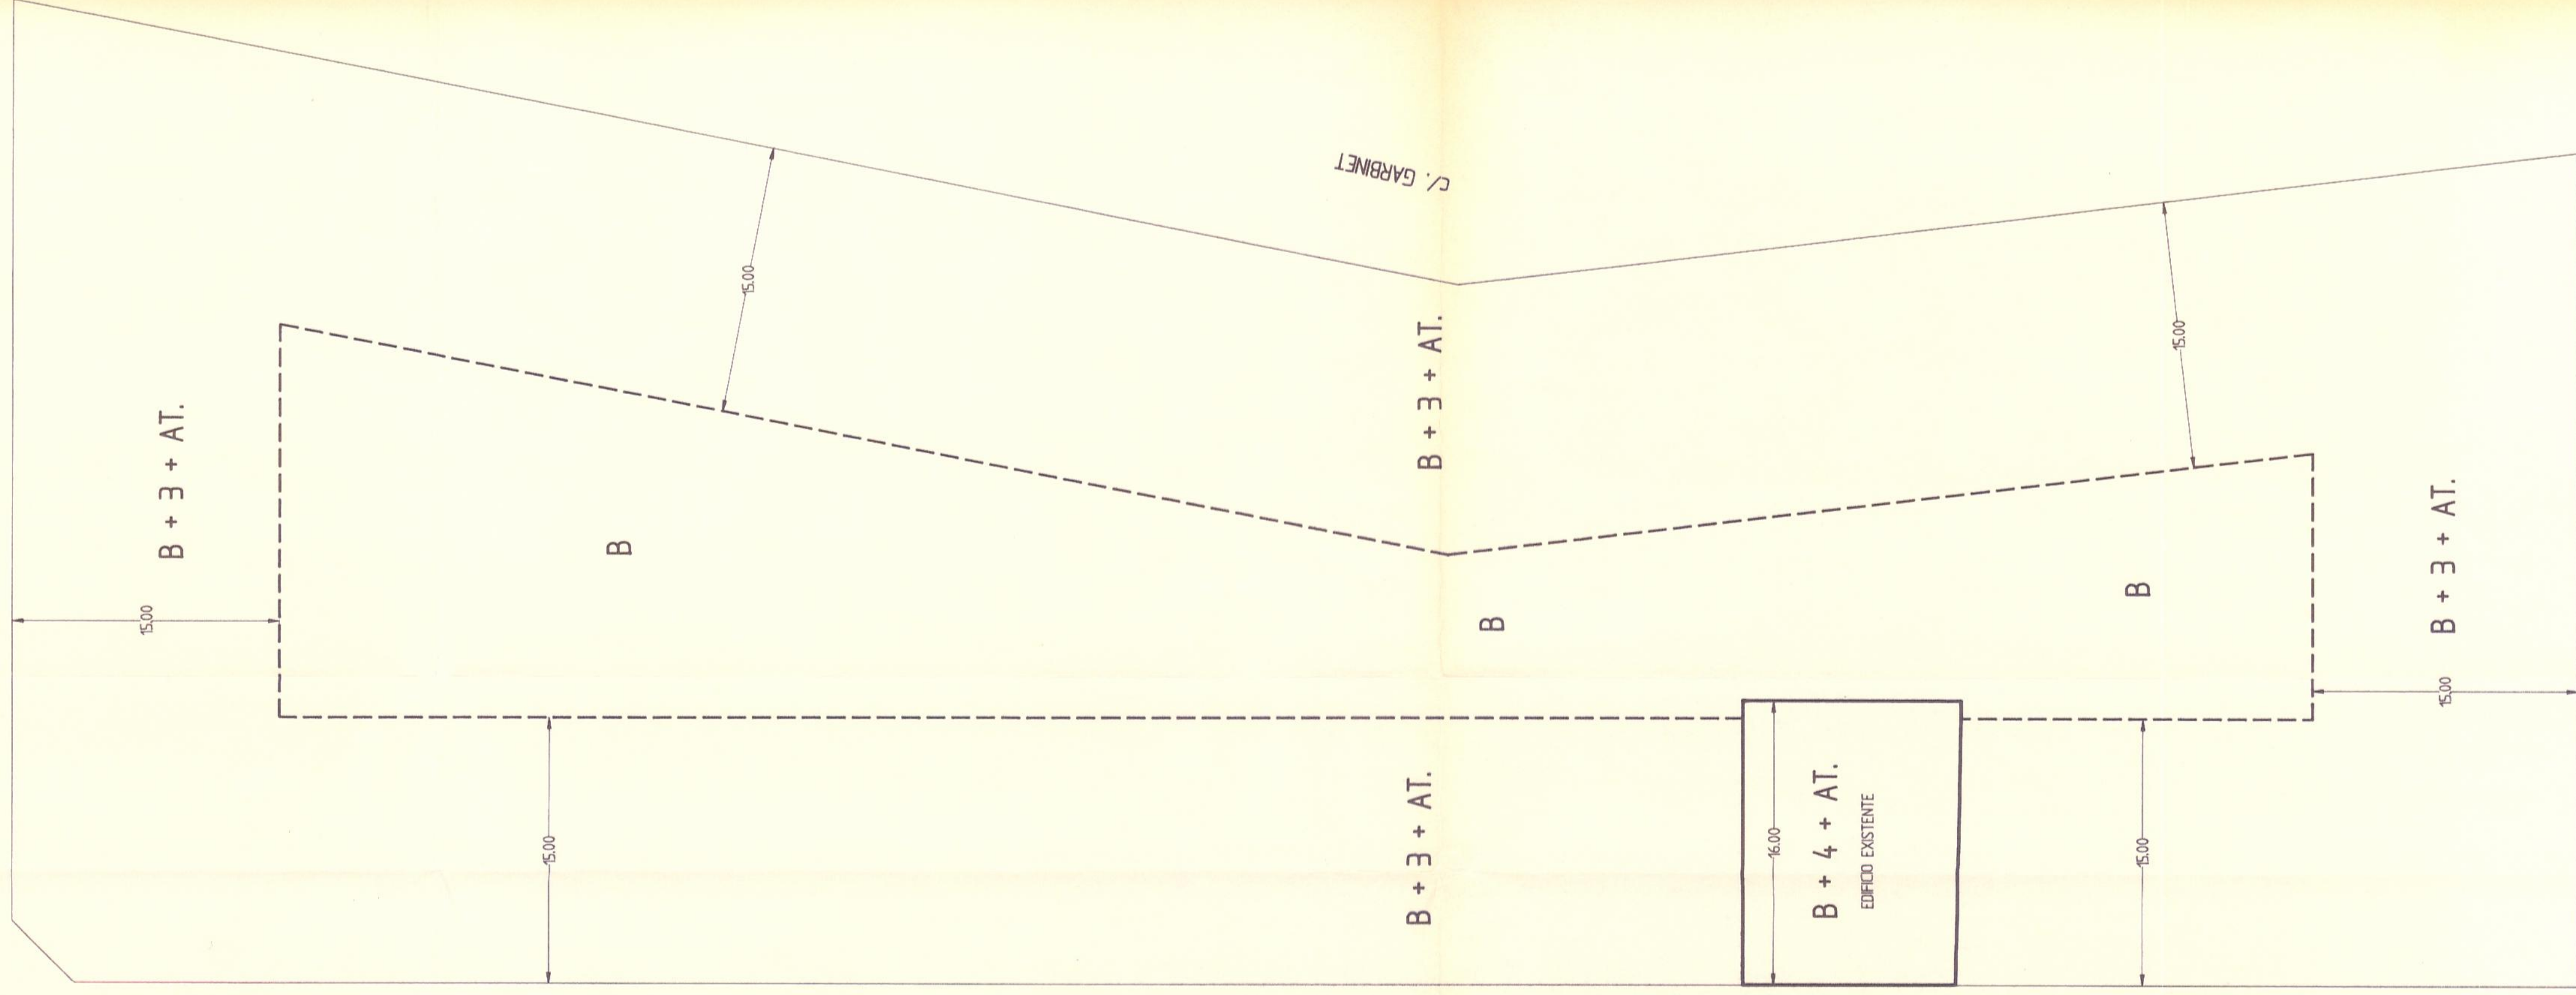 C/. GARBINET
15.00
15.00
B + 3 + AT.
B + 3 + AT.
B + 3 + AT.
B
B
B
15.00
15.00
B + 3 + AT.
15.00
16.00
B + 4 + AT.
EDIFICIO EXISTENTE
15.00